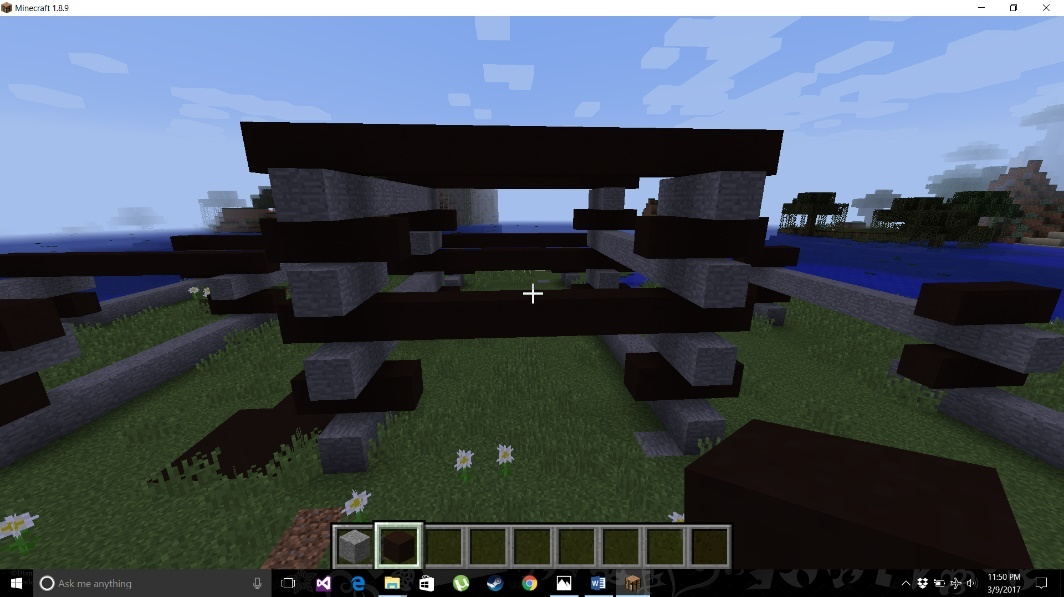 Minecraft 1.8.9
Ask me anything
11:50 PM
3/9/2017